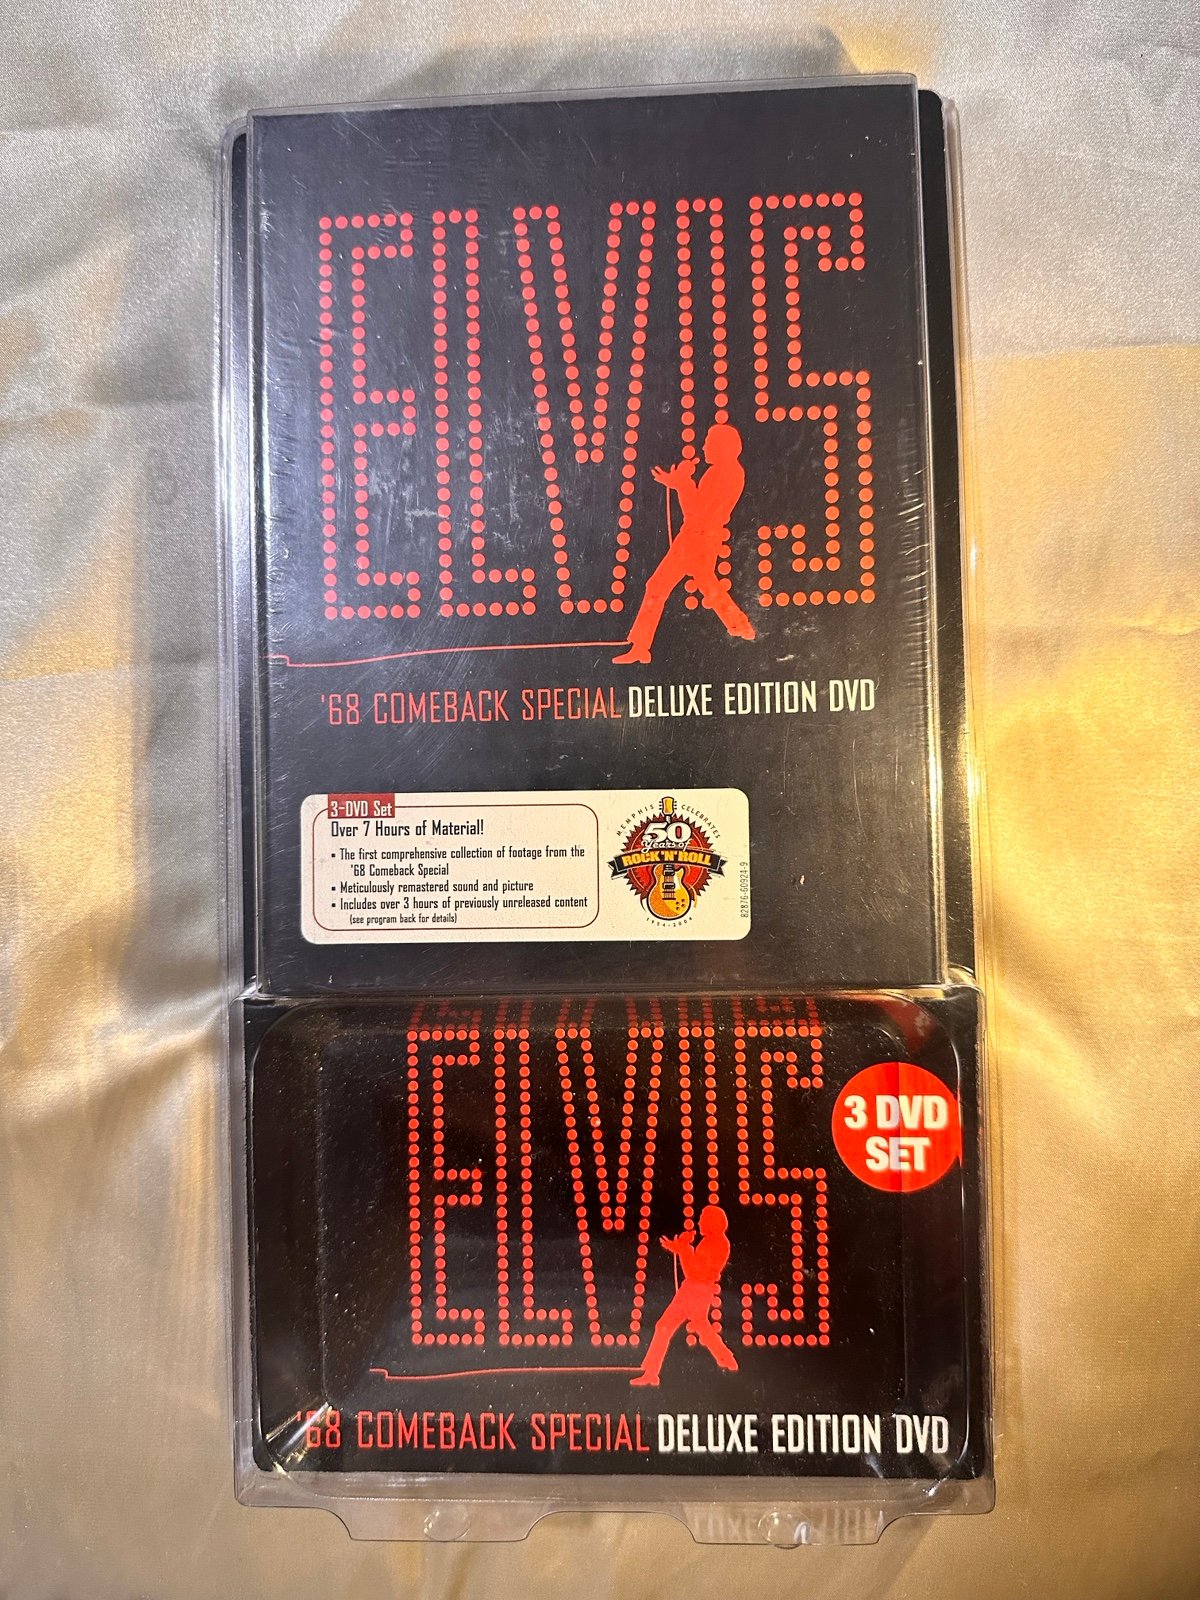 ELVIS
'68 COMEBACK SPECIAL DELUXE EDITION DVD
3-DVD Set
Over 7 Hours of Material!
• The first comprehensive collection of footage from the
'68 Comeback Special
• Meticulously remastered sound and picture
• Includes over 3 hours of previously unreleased content
(see program back for details)
MEMPHIS CELEBRATES
50
Years of
ROCK 'N' ROLL
1954-2004
82876-60924-9
ELVIS
3 DVD
SET
'68 COMEBACK SPECIAL DELUXE EDITION DVD